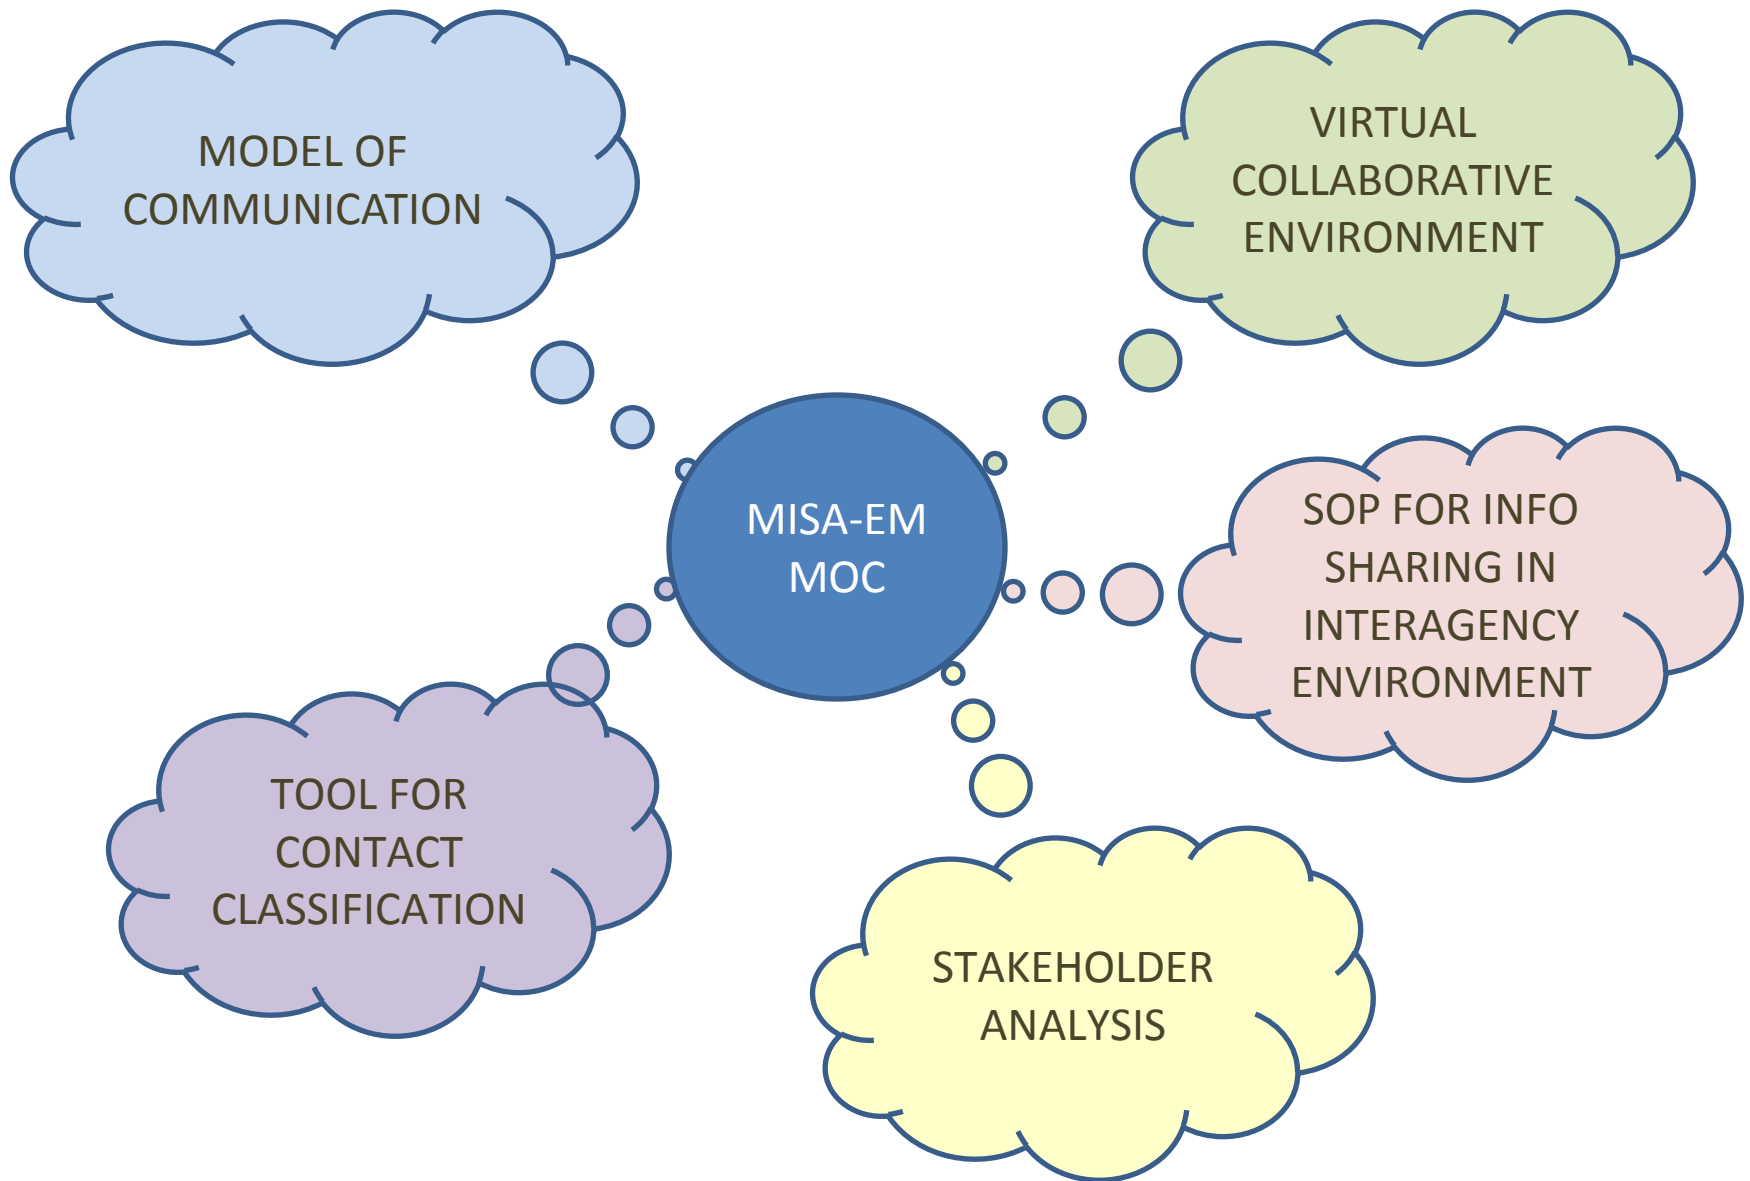 MODEL OF
COMMUNICATION
VIRTUAL
COLLABORATIVE
ENVIRONMENT
MISA-EM
MOC
SOP FOR INFO
SHARING IN
INTERAGENCY
ENVIRONMENT
TOOL FOR
CONTACT
CLASSIFICATION
STAKEHOLDER
ANALYSIS